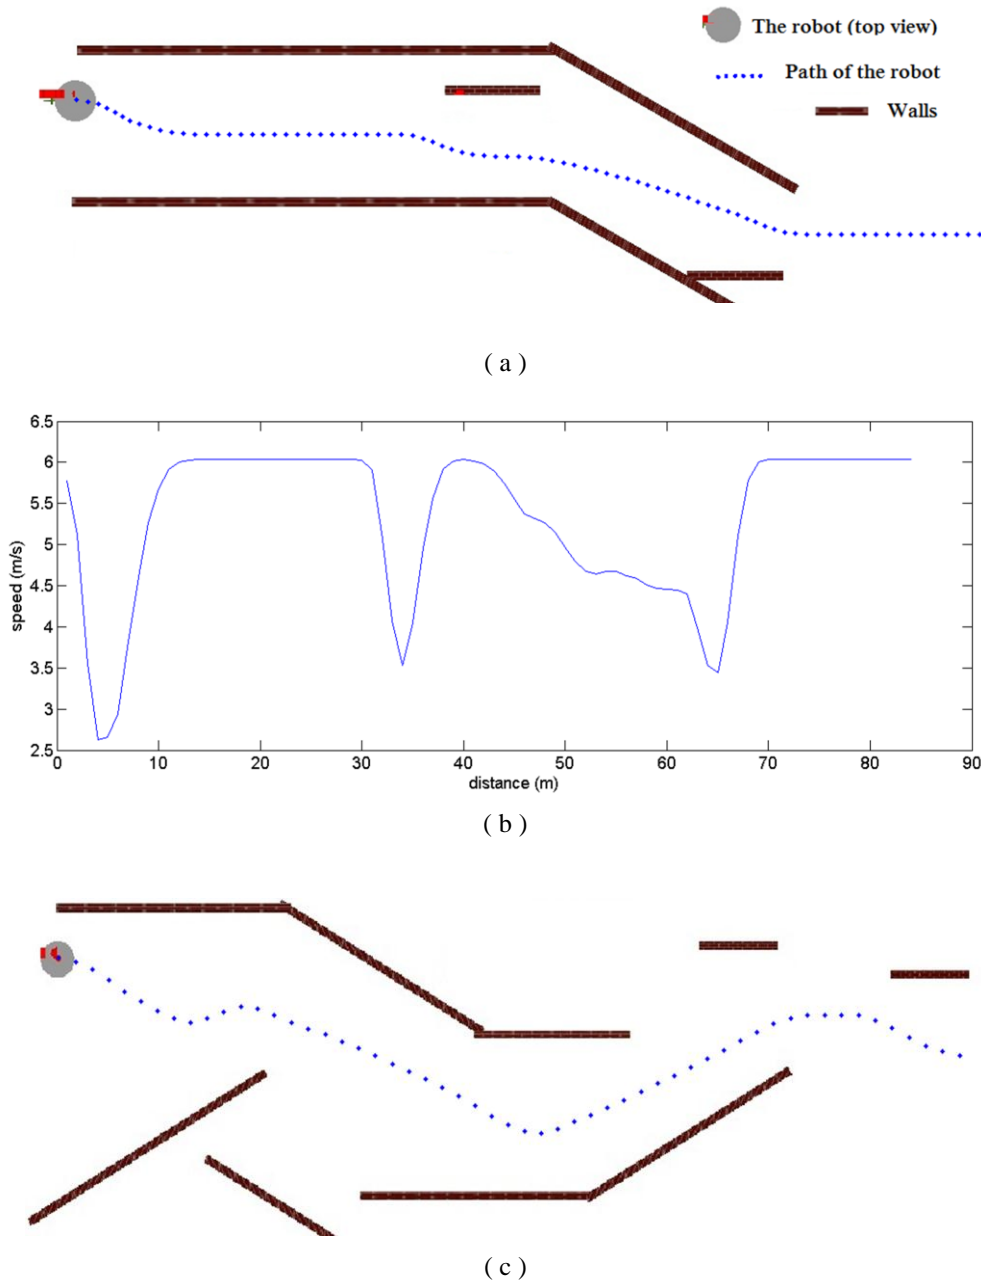 The robot (top view)
Path of the robot
Walls
( a )
6.5
6
5.5
5
4.5
4
3.5
3
2.5
speed (m/s)
0 10 20 30 40 50 60 70 80 90
distance (m)
( b )
( c )